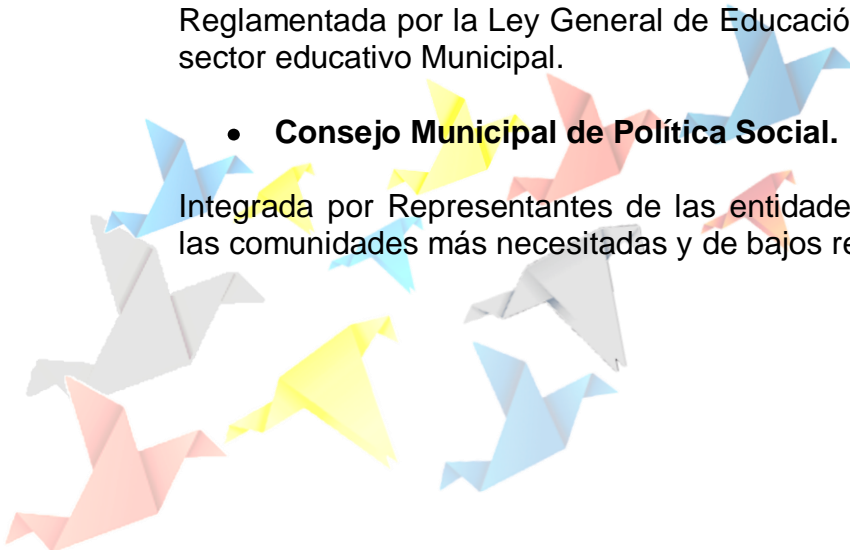 Reglamentada por la Ley General de Educació
sector educativo Municipal.
• Consejo Municipal de Política Social.
Integrada por Representantes de las entidade
las comunidades más necesitadas y de bajos re